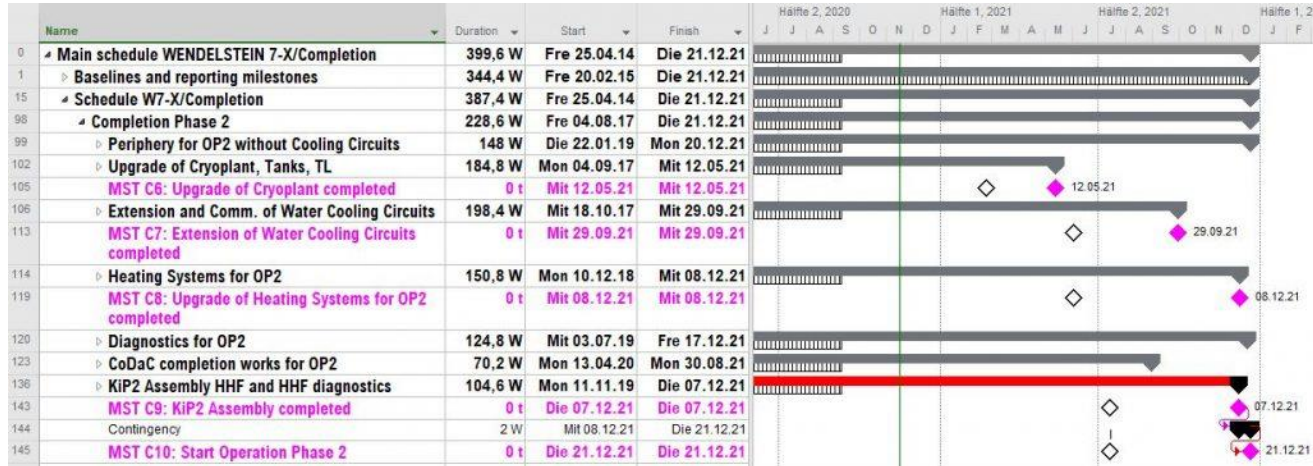 Hälfte 2, 2020 Hälfte 1, 2021 Hälfte 2, 2021 Hälfte 1, 2
Name Duration Start Finish J J A S O N D J F M A M J J A S O N D J F
0 Main schedule WENDELSTEIN 7-X/Completion 399,6 W Fre 25.04.14 Die 21.12.21
1 Baselines and reporting milestones 344,4 W Fre 20.02.15 Die 21.12.21
15 Schedule W7-X/Completion 387,4 W Fre 25.04.14 Die 21.12.21
98 Completion Phase 2 228,6 W Fre 04.08.17 Die 21.12.21
99 Periphery for OP2 without Cooling Circuits 148 W Die 22.01.19 Mon 20.12.21
102 Upgrade of Cryoplant, Tanks, TL 184,8 W Mon 04.09.17 Mit 12.05.21
105 MST C6: Upgrade of Cryoplant completed 0 t Mit 12.05.21 Mit 12.05.21 12.05.21
106 Extension and Comm. of Water Cooling Circuits 198,4 W Mit 18.10.17 Mit 29.09.21
113 MST C7: Extension of Water Cooling Circuits 0 t Mit 29.09.21 Mit 29.09.21 29.09.21
completed
114 Heating Systems for OP2 150,8 W Mon 10.12.18 Mit 08.12.21
119 MST C8: Upgrade of Heating Systems for OP2 0 t Mit 08.12.21 Mit 08.12.21 08.12.21
completed
120 Diagnostics for OP2 124,8 W Mit 03.07.19 Fre 17.12.21
123 CoDaC completion works for OP2 70,2 W Mon 13.04.20 Mon 30.08.21
136 KiP2 Assembly HHF and HHF diagnostics 104,6 W Mon 11.11.19 Die 07.12.21
143 MST C9: KiP2 Assembly completed 0 t Die 07.12.21 Die 07.12.21 07.12.21
144 Contingency 2 W Mit 08.12.21 Die 21.12.21
145 MST C10: Start Operation Phase 2 0 t Die 21.12.21 Die 21.12.21 21.12.21